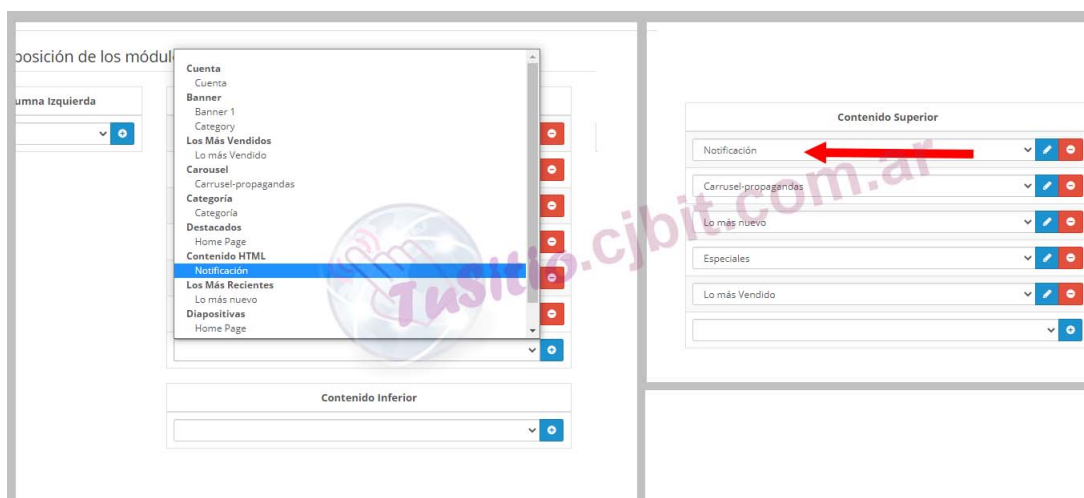 posición de los módul
umna Izquierda
Cuenta
Cuenta
Banner
Banner 1
Category
Los Más Vendidos
Lo más Vendido
Carousel
Carrusel-propagandas
Categoría
Categoría
Destacados
Home Page
Contenido HTML
Notificación
Los Más Recientes
Lo más nuevo
Diapositivas
Home Page
Contenido Inferior
Contenido Superior
Notificación
Carrusel-propagandas
Lo más nuevo
Especiales
Lo más Vendido
TuSitio.cjbit.com.ar